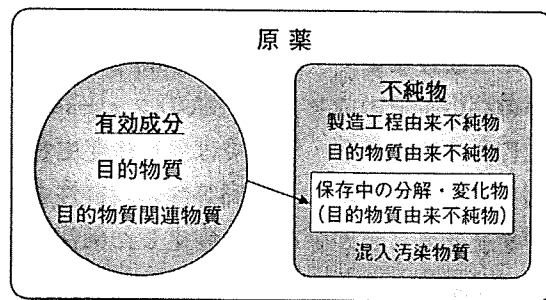 原薬
有効成分
目的物質
目的物質関連物質
不純物
製造工程由来不純物
目的物質由来不純物
保存中の分解・変化物
(目的物質由来不純物)
混入汚染物質